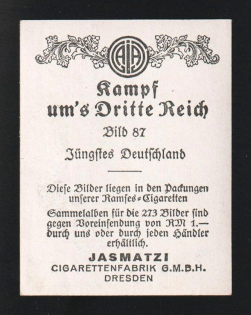 Kampf
um's Dritte Reich
Bild 87
Jüngstes Deutschland
Diese Bilder liegen in den Packungen
unserer Ramses-Cigaretten
Sammelalben für die 273 Bilder sind
gegen Voreinsendung von RM 1.—
durch uns oder durch jeden Händler
erhältlich.
JASMATZI
CIGARETTENFABRIK G.M.B.H.
DRESDEN